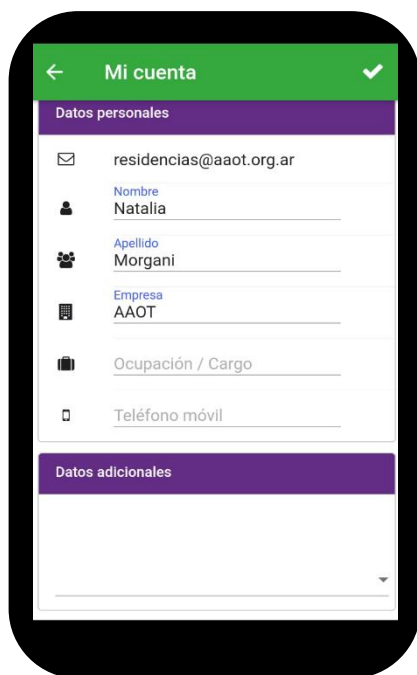 Mi cuenta
Datos personales
residencias@aaot.org.ar
Nombre
Natalia
Apellido
Morgani
Empresa
AAOT
Ocupación / Cargo
Teléfono móvil
Datos adicionales